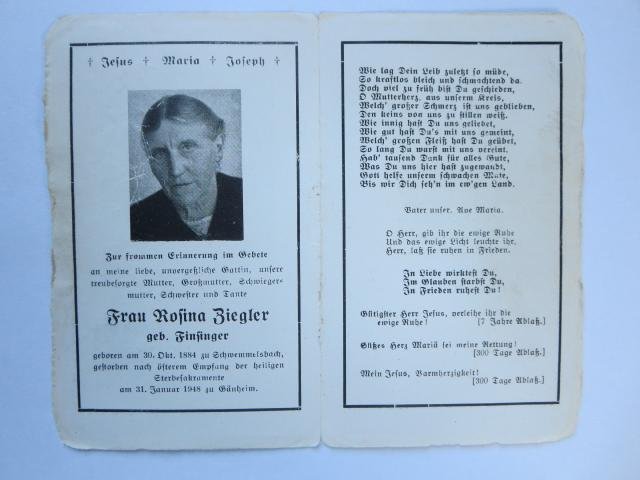 † Jesus † Maria † Joseph †
Zur frommen Erinnerung im Gebete
an meine liebe, unvergeßliche Gattin, unsere
treubesorgte Mutter, Großmutter, Schwieger-
mutter, Schwester und Tante
Frau Rosina Ziegler
geb. Finsinger
geboren am 30. Okt. 1884 zu Schwemmelsbach,
gestorben nach öfterem Empfang der heiligen
Sterbesakramente
am 31. Januar 1948 zu Gänheim.
Wie lag Dein Leib zuletzt so müde,
So kraftlos bleich und schmachtend da.
Doch viel zu früh bist Du geschieden,
O Mutterherz, aus unserm Kreis,
Welch' großer Schmerz ist uns geblieben,
Den keins von uns zu stillen weiß.
Wie innig hast Du uns geliebet,
Wie gut hast Du's mit uns gemeint,
Welch' großen Fleiß hast Du geübet,
So lang Du warst mit uns vereint.
Hab' tausend Dank für alles Gute,
Was Du uns hier hast zugewandt,
Gott helfe unserm schwachen Mute,
Bis wir Dich seh'n im ew'gen Land.
Vater unser. Ave Maria.
O Herr, gib ihr die ewige Ruhe
Und das ewige Licht leuchte ihr,
Herr, laß sie ruhen in Frieden.
In Liebe wirktest Du,
Im Glauben starbst Du,
In Frieden ruhest Du!
Gütigster Herr Jesus, verleihe ihr die
ewige Ruhe! [7 Jahre Ablaß.]
Süßes Herz Mariä sei meine Rettung!
[300 Tage Ablaß.]
Mein Jesus, Barmherzigkeit!
[300 Tage Ablaß.]